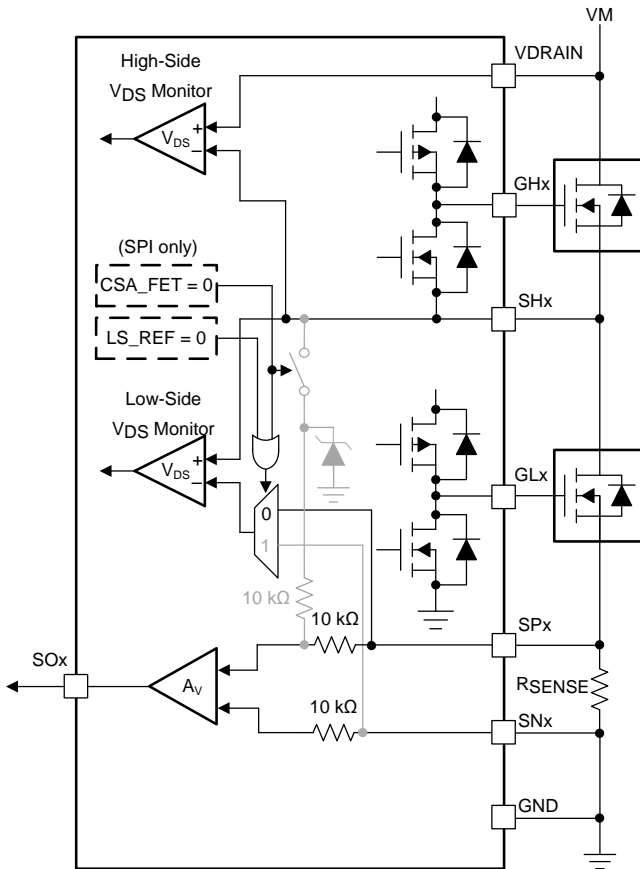 VM
VDRAIN
High-Side
VDS Monitor
VDS
+
−
GHx
(SPI only)
CSA_FET = 0
SHx
LS_REF = 0
Low-Side
VDS Monitor
VDS
+
−
GLx
0
1
10 kΩ
10 kΩ
SPx
SOx
AV
RSENSE
10 kΩ
SNx
GND